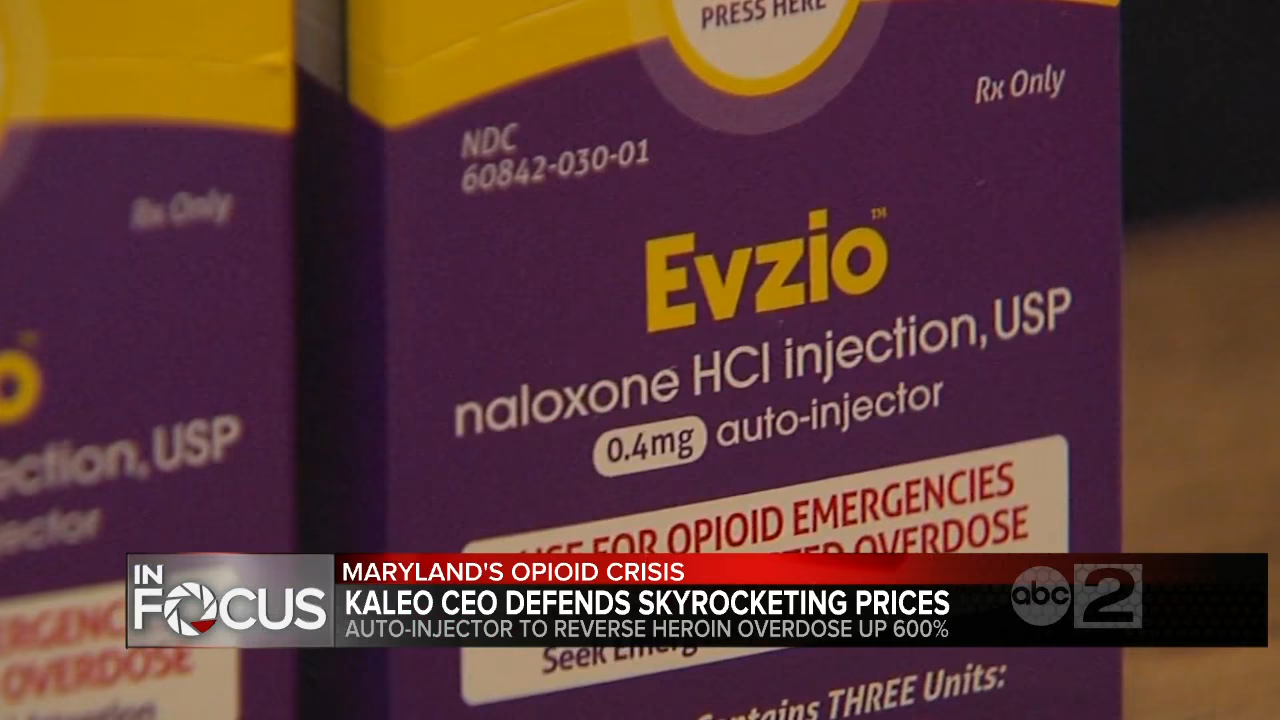 PRESS HERE
Rx Only
NDC
60842-030-01
Rx Only
Evzio™
naloxone HCl injection, USP
0.4mg auto-injector
USP
USE FOR OPIOID EMERGENCIES
OVERDOSE
OVERDOSE
IN
FOCUS
MARYLAND'S OPIOID CRISIS
KALEO CEO DEFENDS SKYROCKETING PRICES
AUTO-INJECTOR TO REVERSE HEROIN OVERDOSE UP 600%
abc 2
Seek
Contains THREE Units: